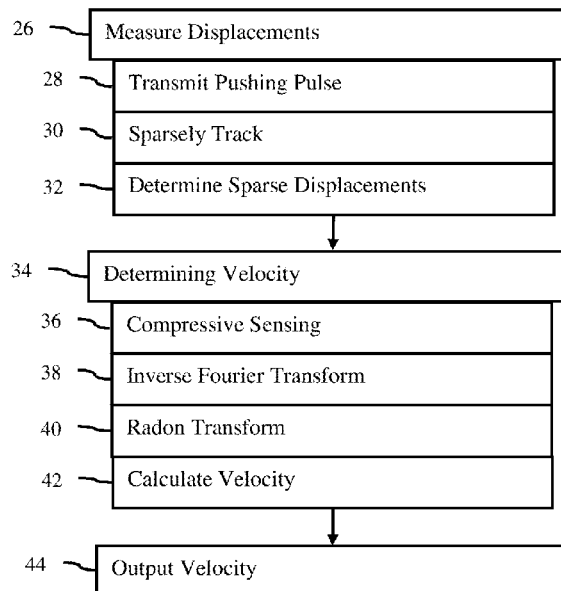 26 Measure Displacements
28 Transmit Pushing Pulse
30 Sparsely Track
32 Determine Sparse Displacements
34 Determining Velocity
36 Compressive Sensing
38 Inverse Fourier Transform
40 Radon Transform
42 Calculate Velocity
44 Output Velocity